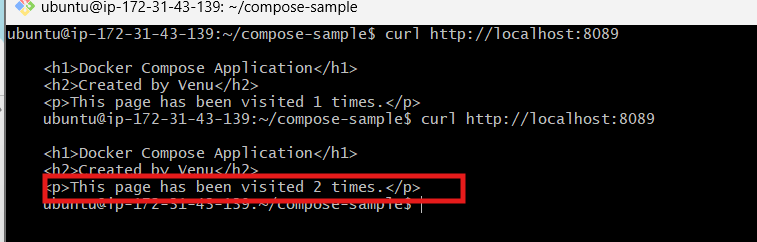 ubuntu@ip-172-31-43-139: ~/compose-sample
ubuntu@ip-172-31-43-139:~/compose-sample$ curl http://localhost:8089
<h1>Docker Compose Application</h1>
<h2>Created by Venu</h2>
<p>This page has been visited 1 times.</p>
ubuntu@ip-172-31-43-139:~/compose-sample$ curl http://localhost:8089
<h1>Docker Compose Application</h1>
<h2>Created by Venu</h2>
<p>This page has been visited 2 times.</p>
ubuntu@ip-172-31-43-139:~/compose-sample$